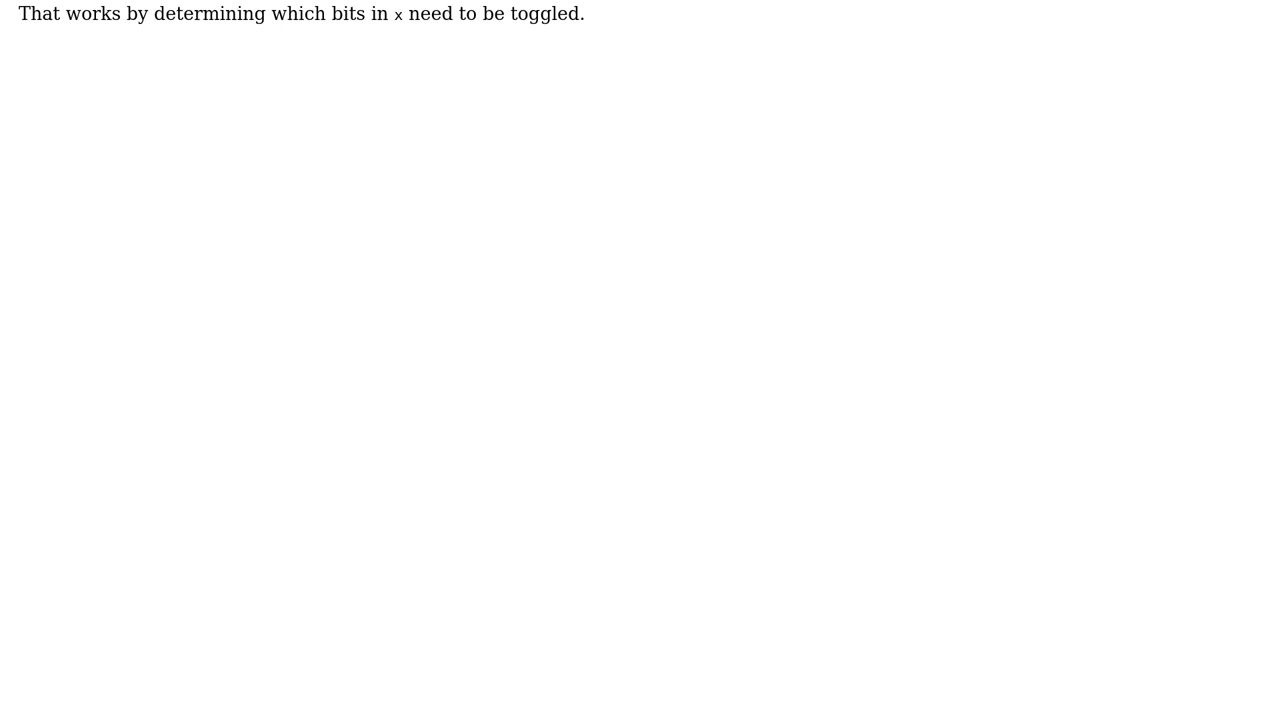 That works by determining which bits in x need to be toggled.